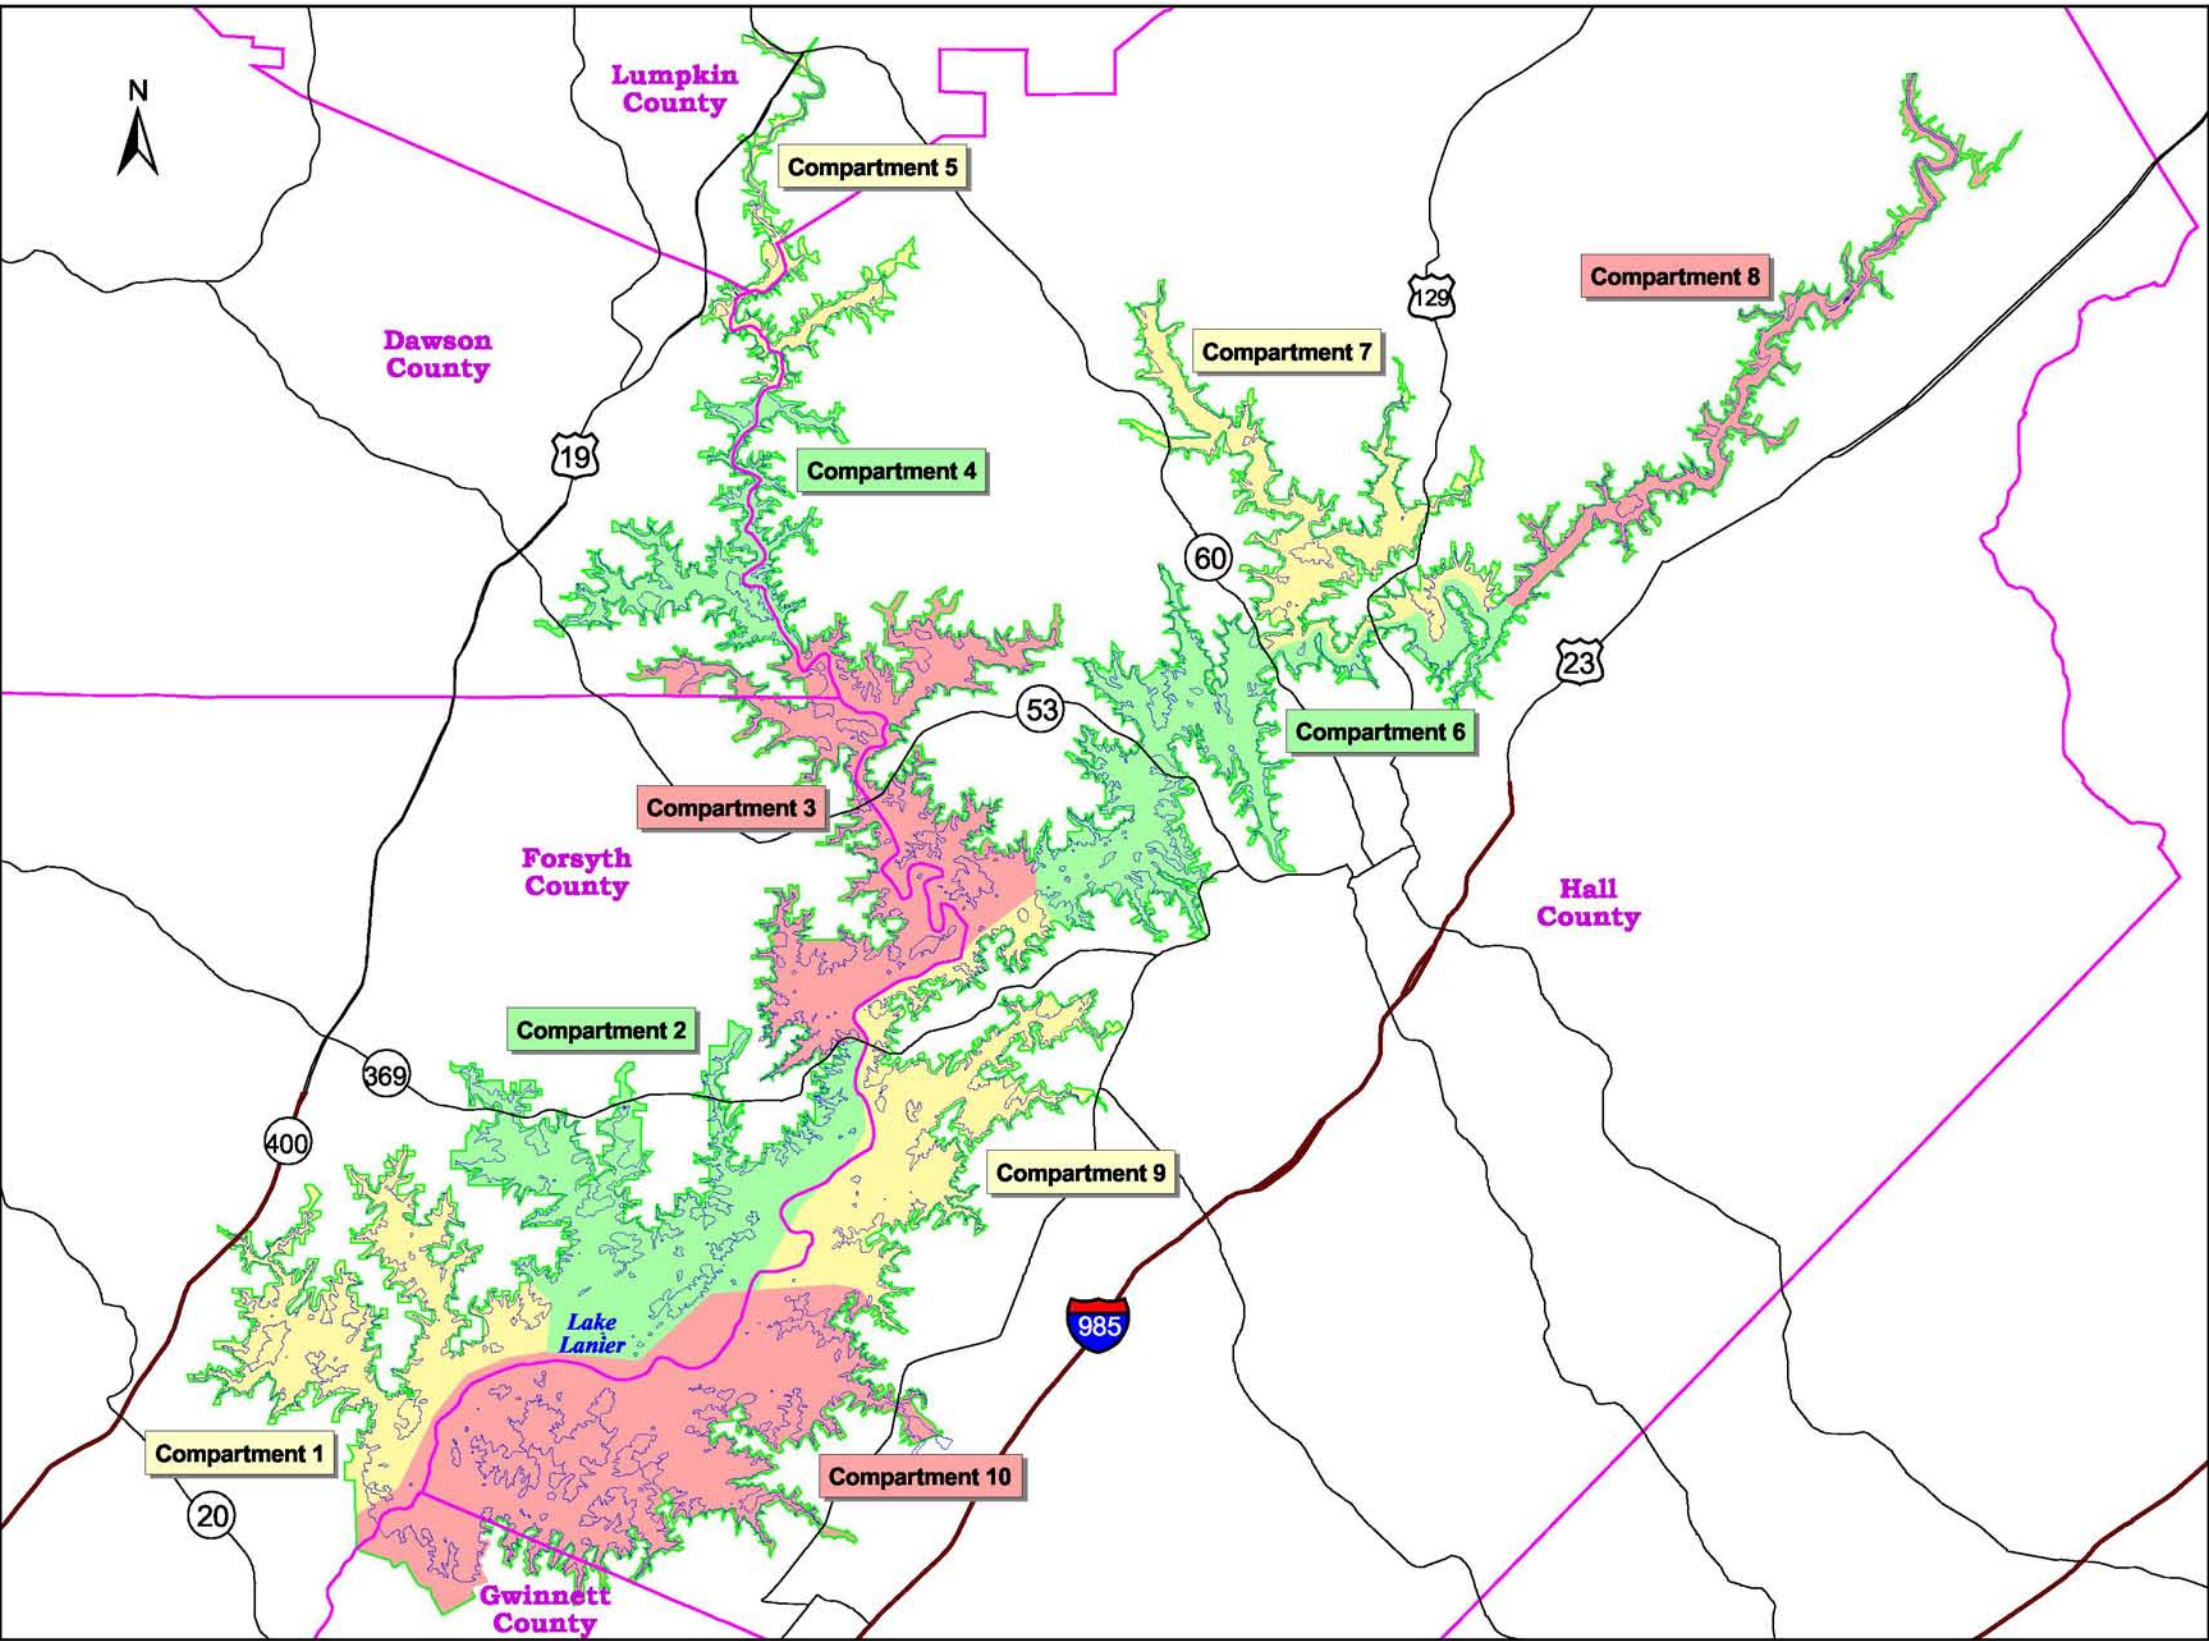 N
Lumpkin
County
Compartment 5
Compartment 8
129
Dawson
County
Compartment 7
19
Compartment 4
60
23
53
Compartment 6
Compartment 3
Forsyth
County
Hall
County
Compartment 2
369
400
Compartment 9
Lake
Lanier
985
Compartment 1
Compartment 10
20
Gwinnett
County